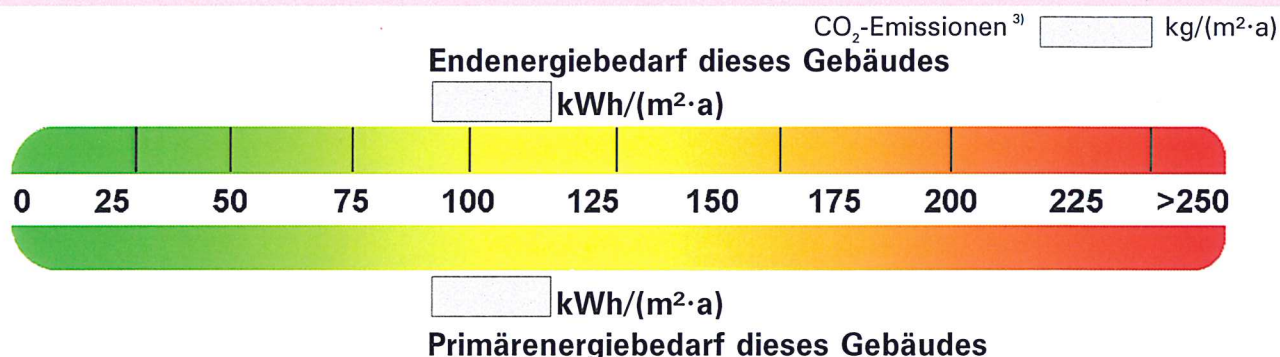 CO₂-Emissionen ³⁾ kg/(m²·a)
Endenergiebedarf dieses Gebäudes
kWh/(m²·a)
0 25 50 75 100 125 150 175 200 225 >250
kWh/(m²·a)
Primärenergiebedarf dieses Gebäudes